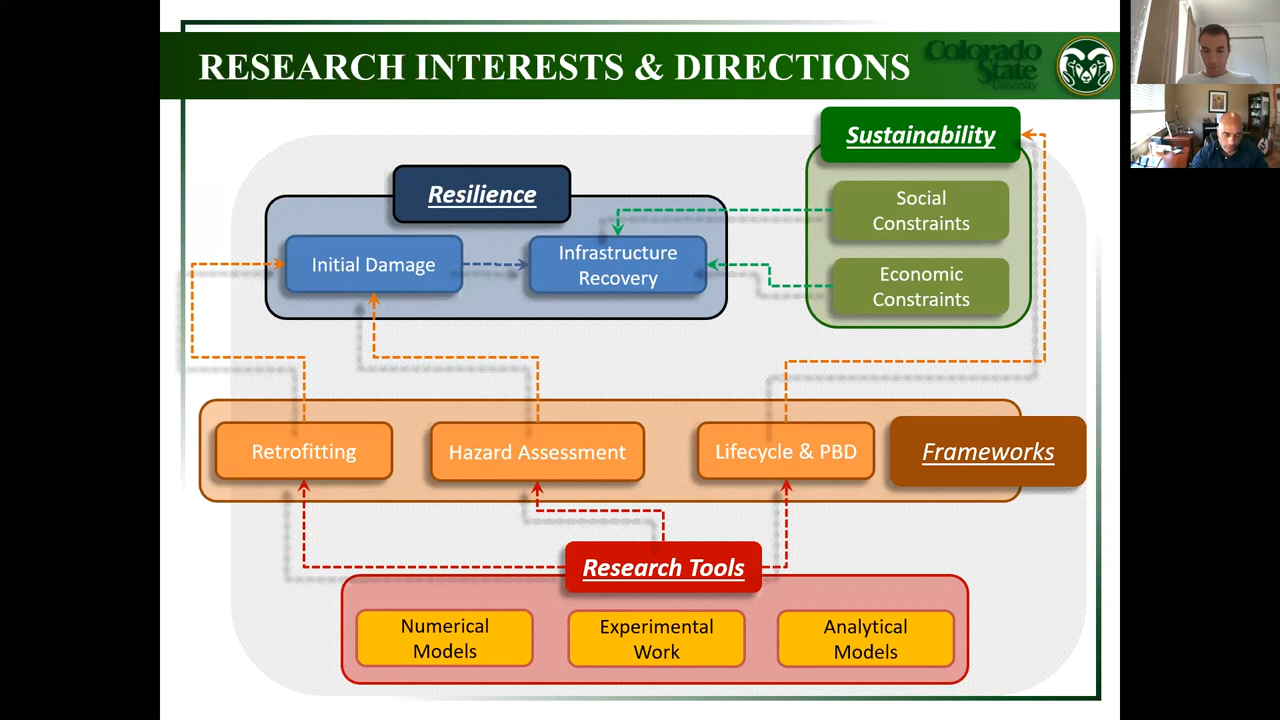 RESEARCH INTERESTS & DIRECTIONS
Colorado
State
University
Sustainability
Resilience
Social
Constraints
Initial Damage
Infrastructure
Recovery
Economic
Constraints
Retrofitting
Hazard Assessment
Lifecycle & PBD
Frameworks
Research Tools
Numerical
Models
Experimental
Work
Analytical
Models